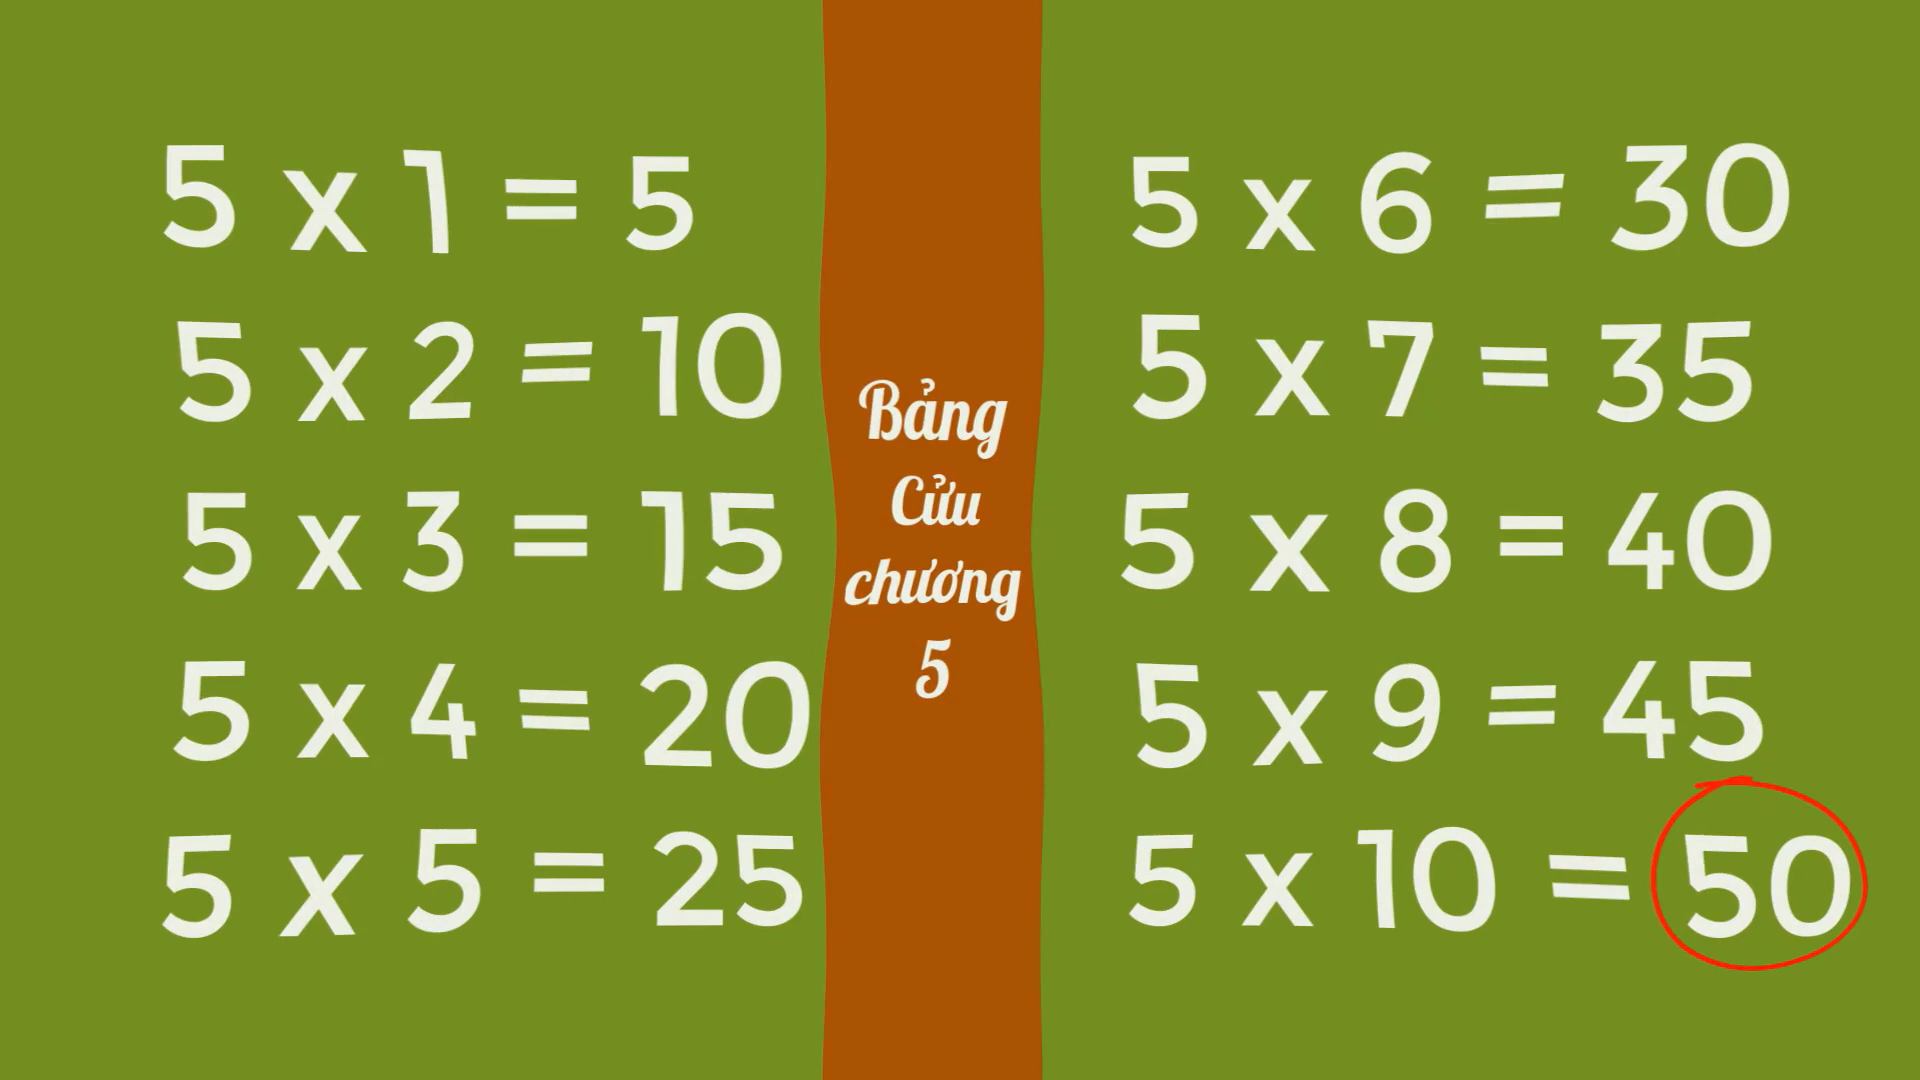 5 x 1 = 5
5 x 2 = 10
5 x 3 = 15
5 x 4 = 20
5 x 5 = 25
Bảng
Cửu
chương
5
5 x 6 = 30
5 x 7 = 35
5 x 8 = 40
5 x 9 = 45
5 x 10 = 50